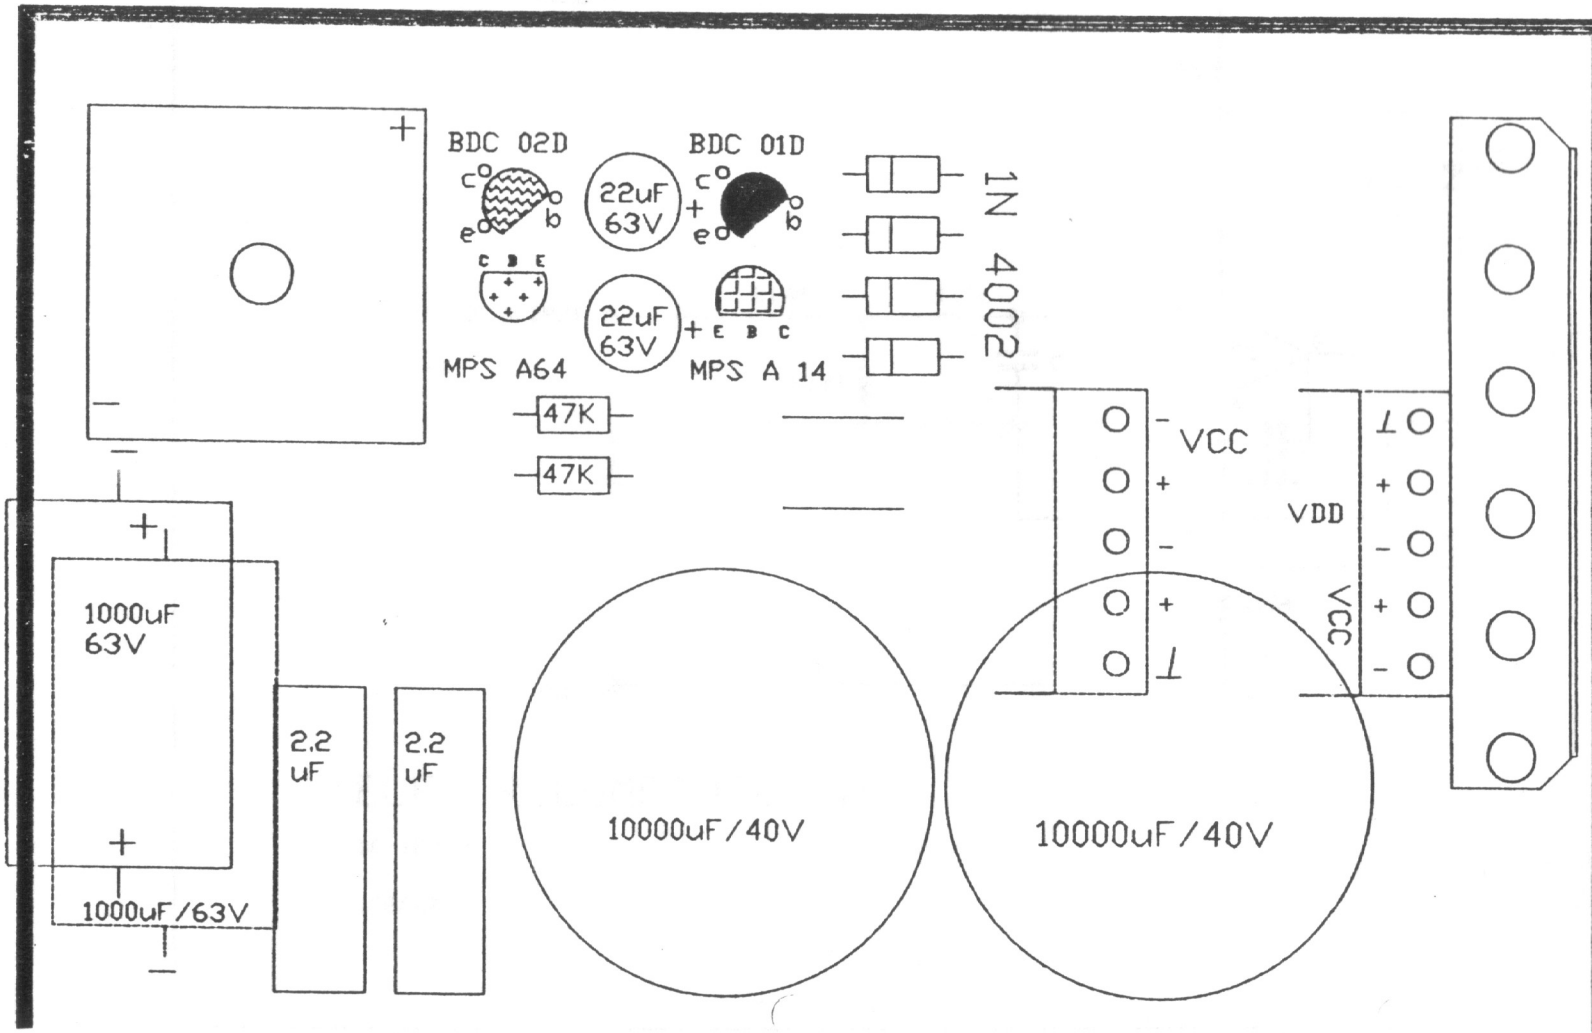 +
BDC 02D
BDC 01D
c
b
e
22uF
63V
+
c
b
e
1N 4002
C B E
22uF
63V
+
E B C
MPS A64
MPS A 14
-
47K
47K
-
VCC
+
-
+
⊥
⊥
+
VDD
-
+
VCC
-
-
+
1000uF
63V
2.2
uF
2.2
uF
10000uF/40V
10000uF/40V
+
1000uF/63V
-